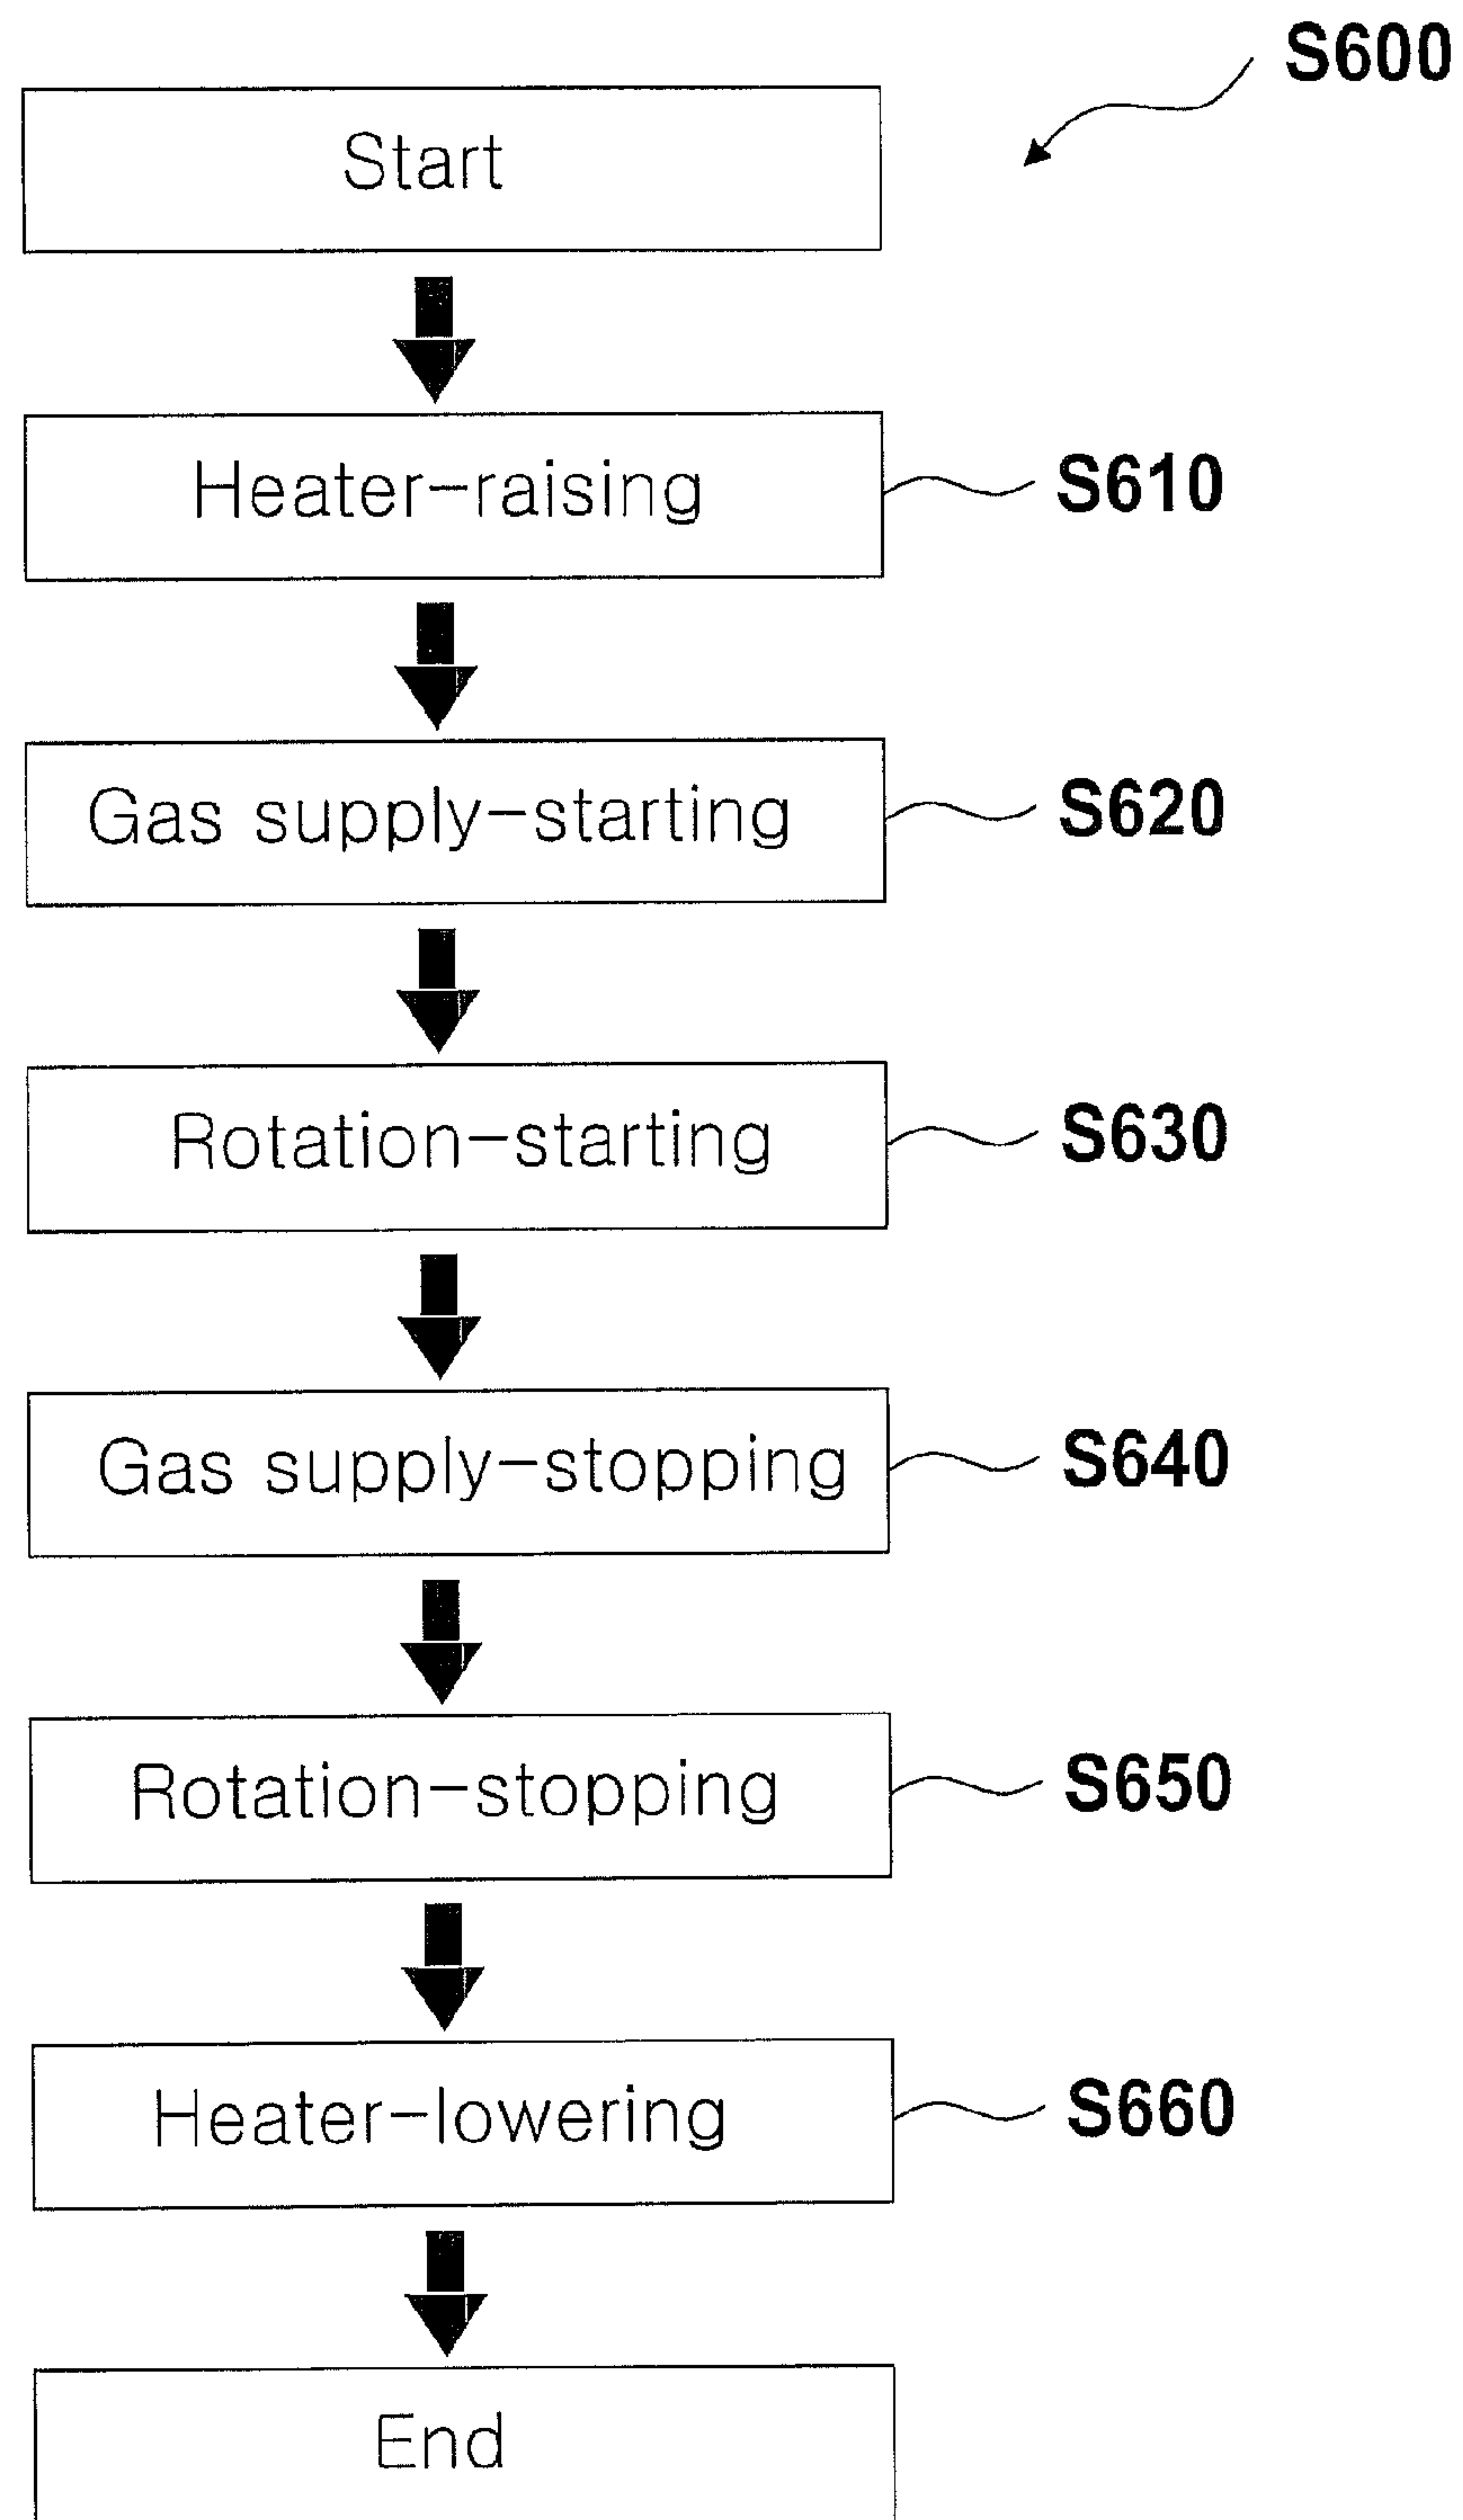 S600
Start
Heater-raising S610
Gas supply-starting S620
Rotation-starting S630
Gas supply-stopping S640
Rotation-stopping S650
Heater-lowering S660
End